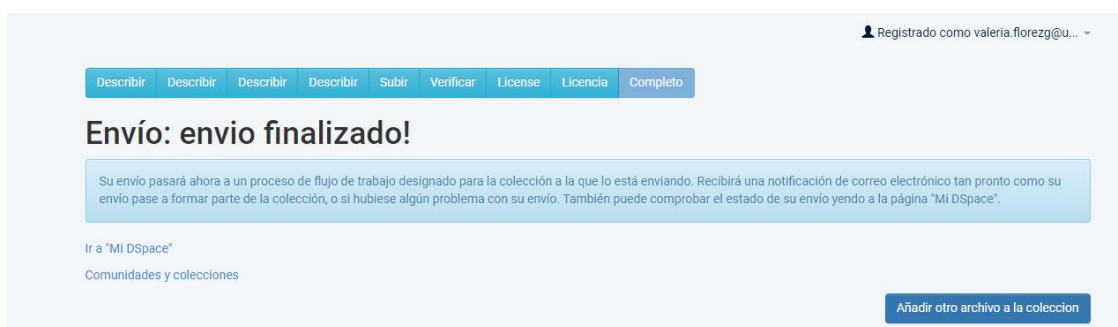 Registrado como valeria.florezg@u...
Describir Describir Describir Describir Subir Verificar License Licencia Completo
Envío: envio finalizado!
Su envío pasará ahora a un proceso de flujo de trabajo designado para la colección a la que lo está enviando. Recibirá una notificación de correo electrónico tan pronto como su
envío pase a formar parte de la colección, o si hubiese algún problema con su envío. También puede comprobar el estado de su envío yendo a la página "Mi DSpace".
Ir a "Mi DSpace"
Comunidades y colecciones
Añadir otro archivo a la coleccion